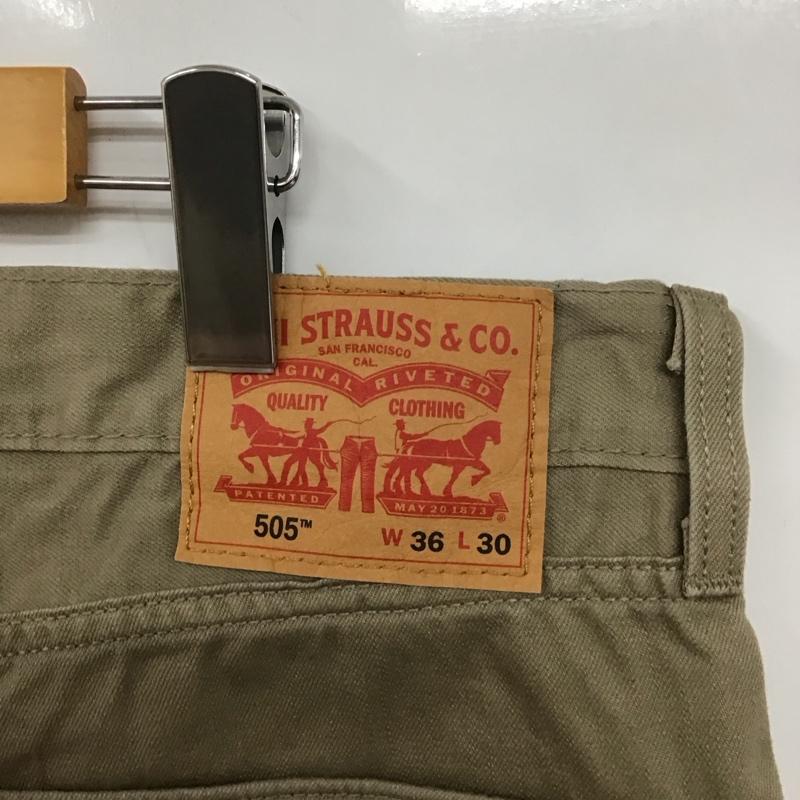 STRAUSS & CO.
SAN FRANCISCO
CAL.
ORIGINAL RIVETED
QUALITY CLOTHING
PATENTED MAY 20 1873 ®
505™ W 36 L 30